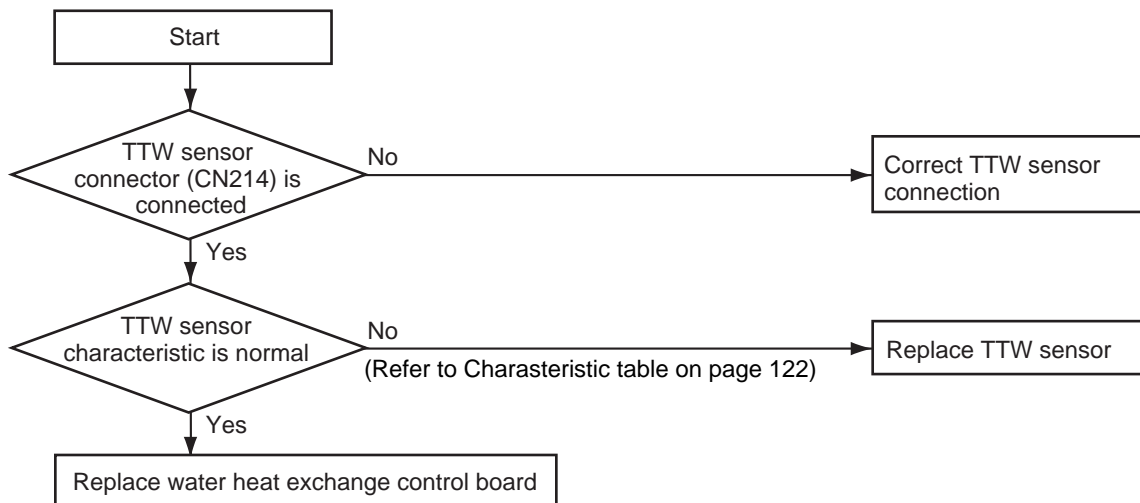 Start
TTW sensor
connector (CN214) is
connected
No
Correct TTW sensor
connection
Yes
TTW sensor
characteristic is normal
No
(Refer to Charasteristic table on page 122)
Replace TTW sensor
Yes
Replace water heat exchange control board